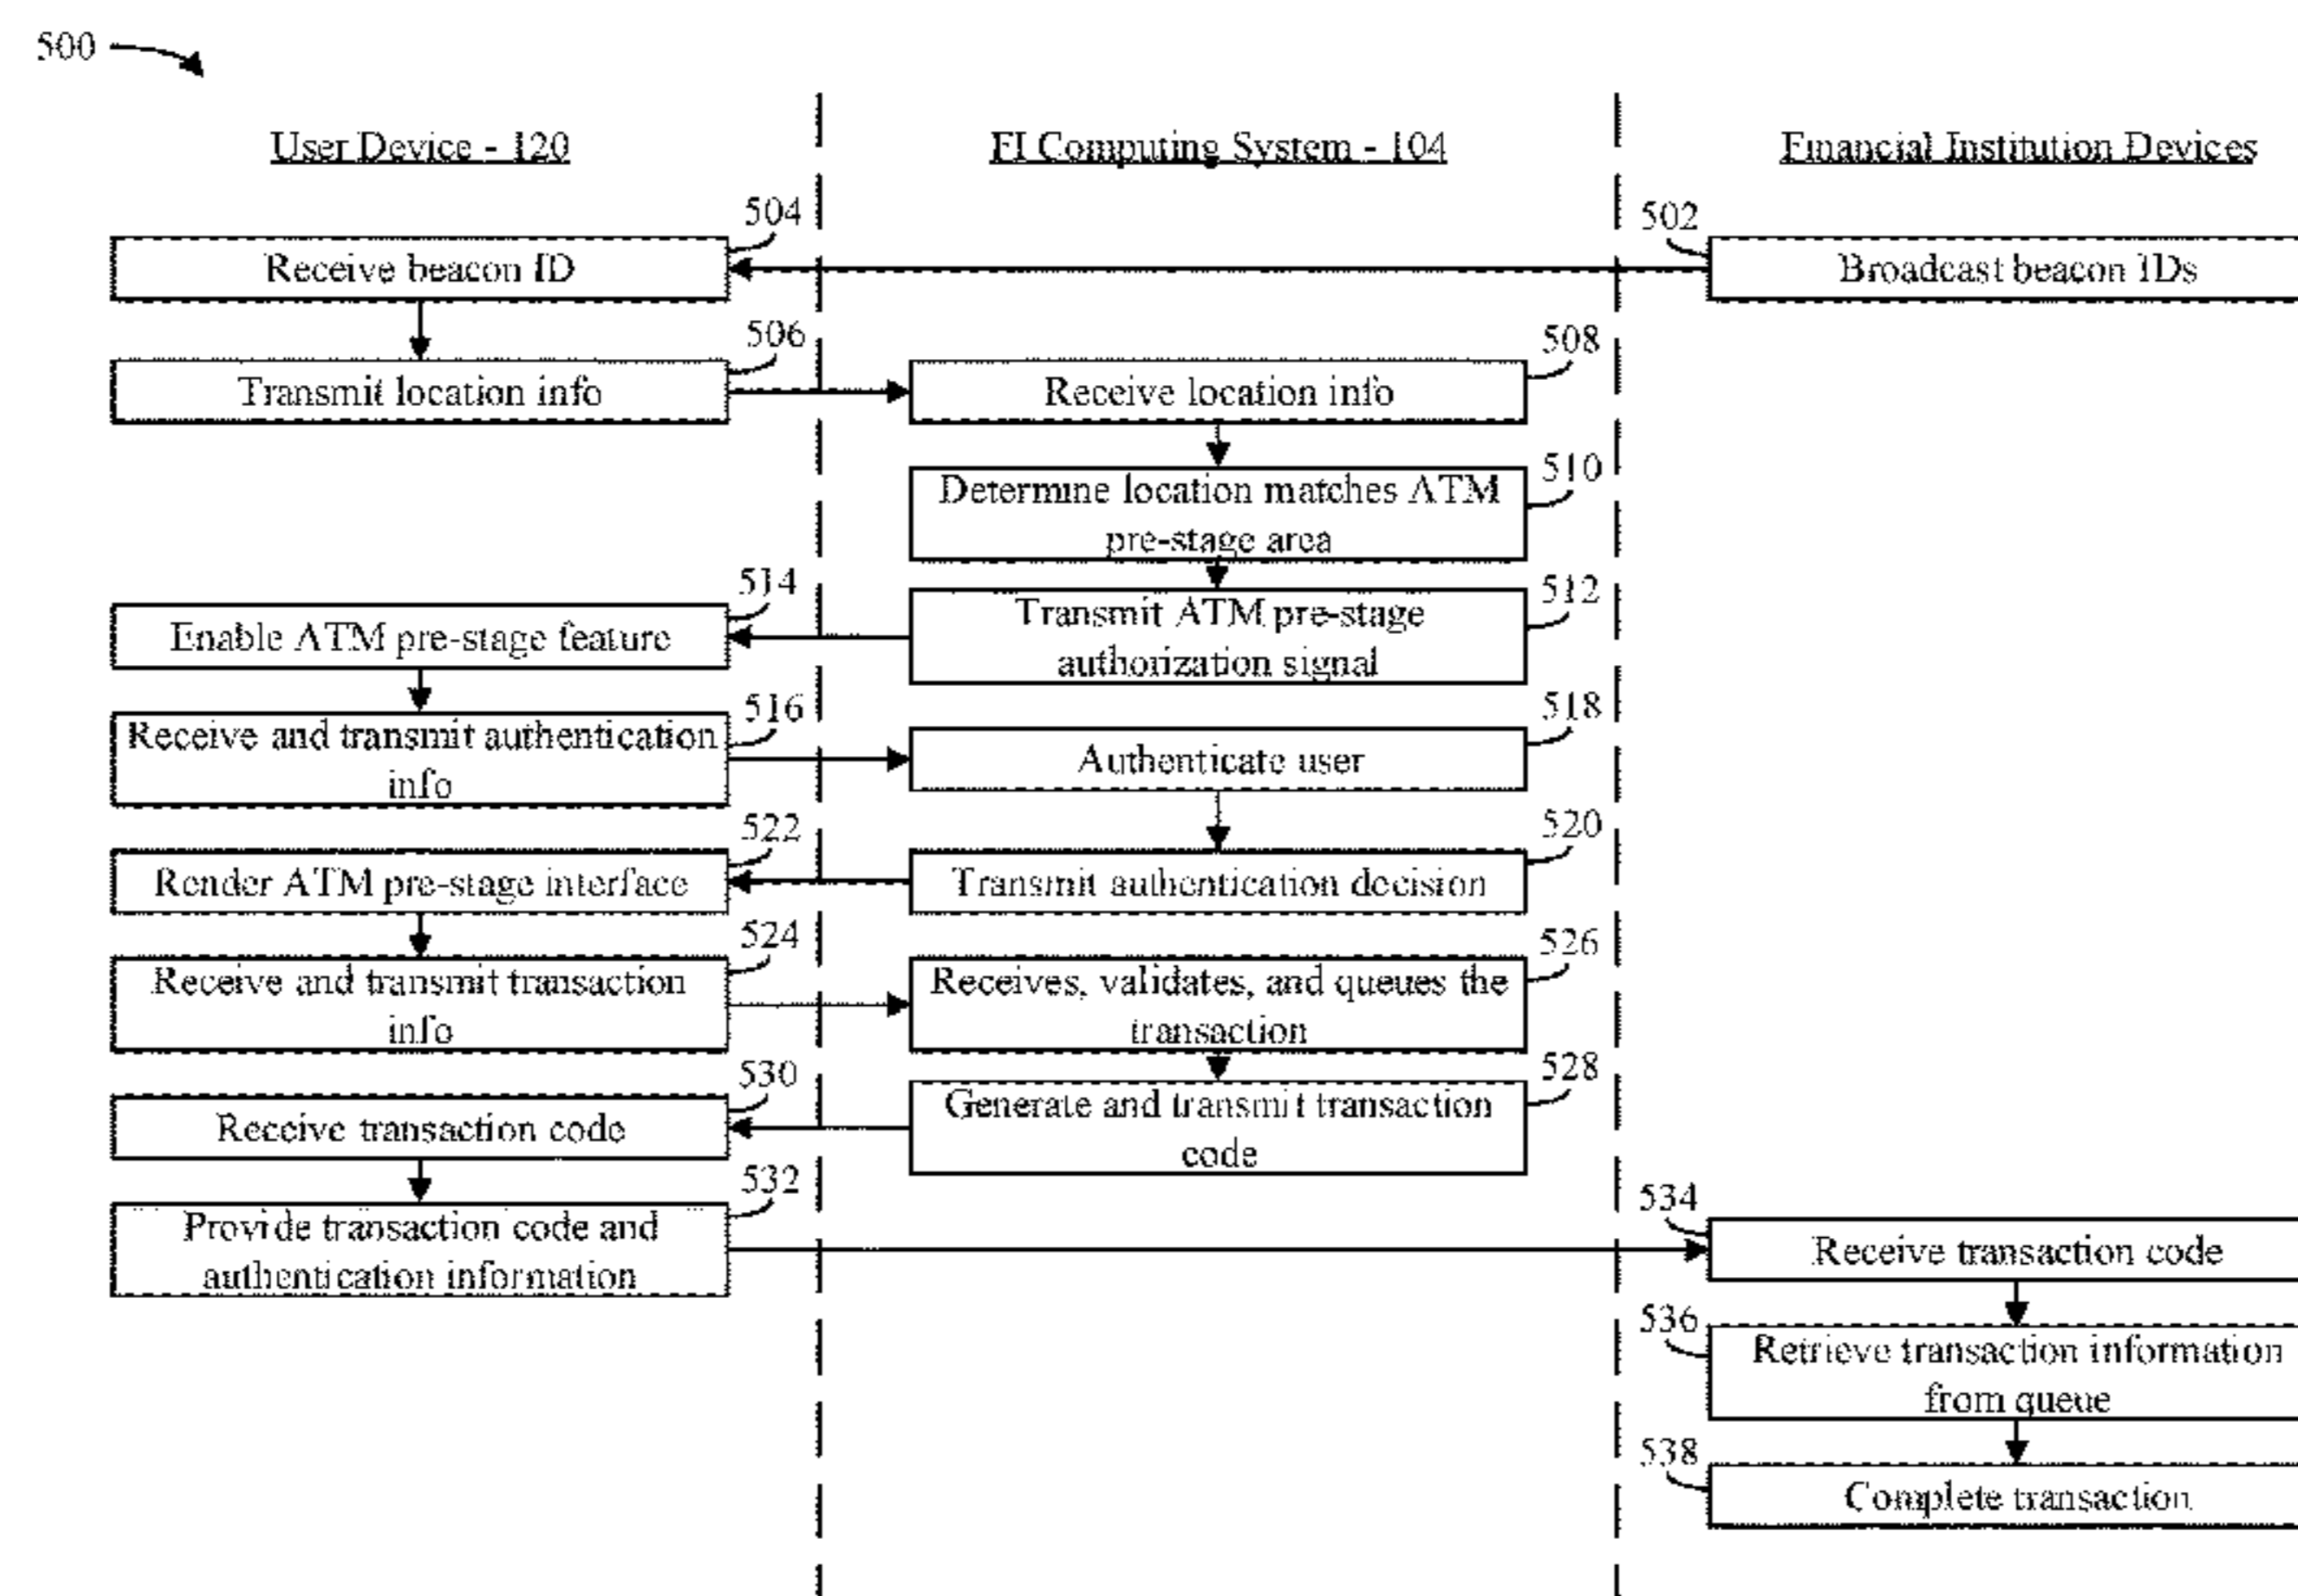 500
User Device - 120
FI Computing System - 104
Financial Institution Devices
504
502
Receive beacon ID
Broadcast beacon IDs
506
508
Transmit location info
Receive location info
510
Determine location matches ATM
pre-stage area
514
512
Enable ATM pre-stage feature
Transmit ATM pre-stage
authorization signal
516
518
Receive and transmit authentication
info
Authenticate user
522
520
Render ATM pre-stage interface
Transmit authentication decision
524
526
Receive and transmit transaction
info
Receives, validates, and queues the
transaction
530
528
Receive transaction code
Generate and transmit transaction
code
532
534
Provide transaction code and
authentication information
Receive transaction code
536
Retrieve transaction information
from queue
538
Complete transaction